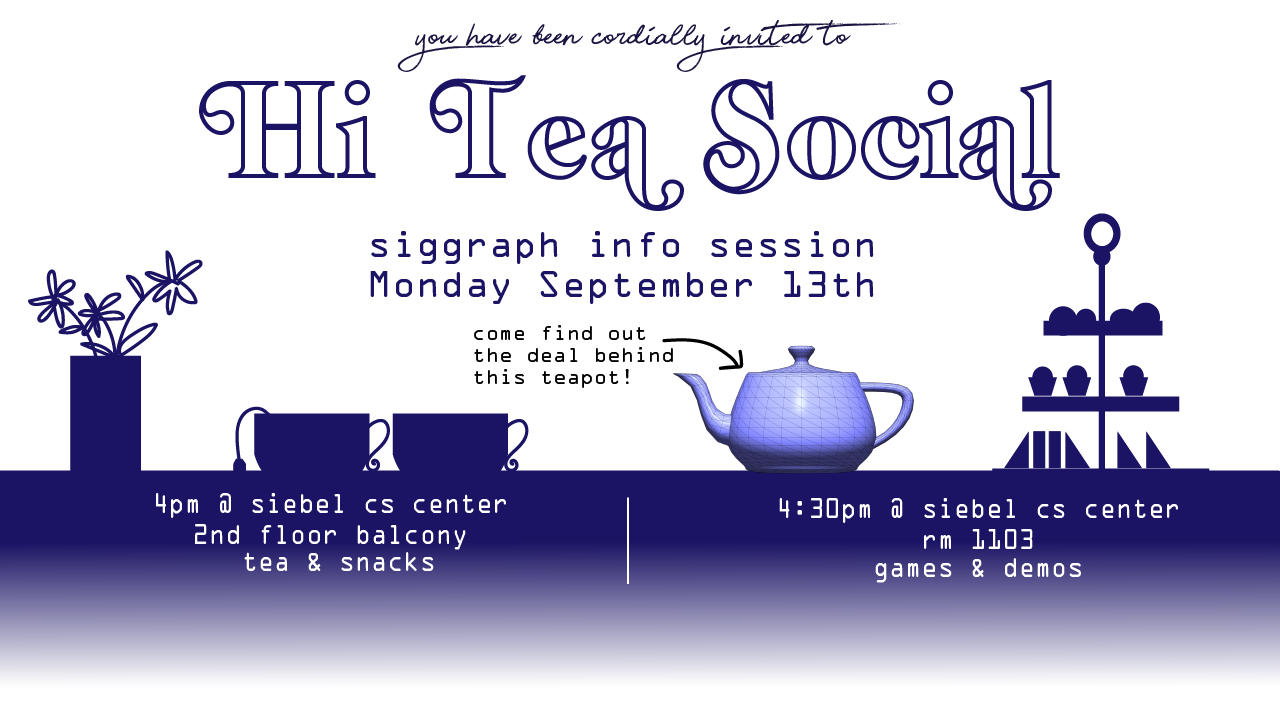 you have been cordially invited to
Hi Tea Social
siggraph info session
Monday September 13th
come find out
the deal behind
this teapot!
4pm @ siebel cs center
2nd floor balcony
tea & snacks
4:30pm @ siebel cs center
rm 1103
games & demos